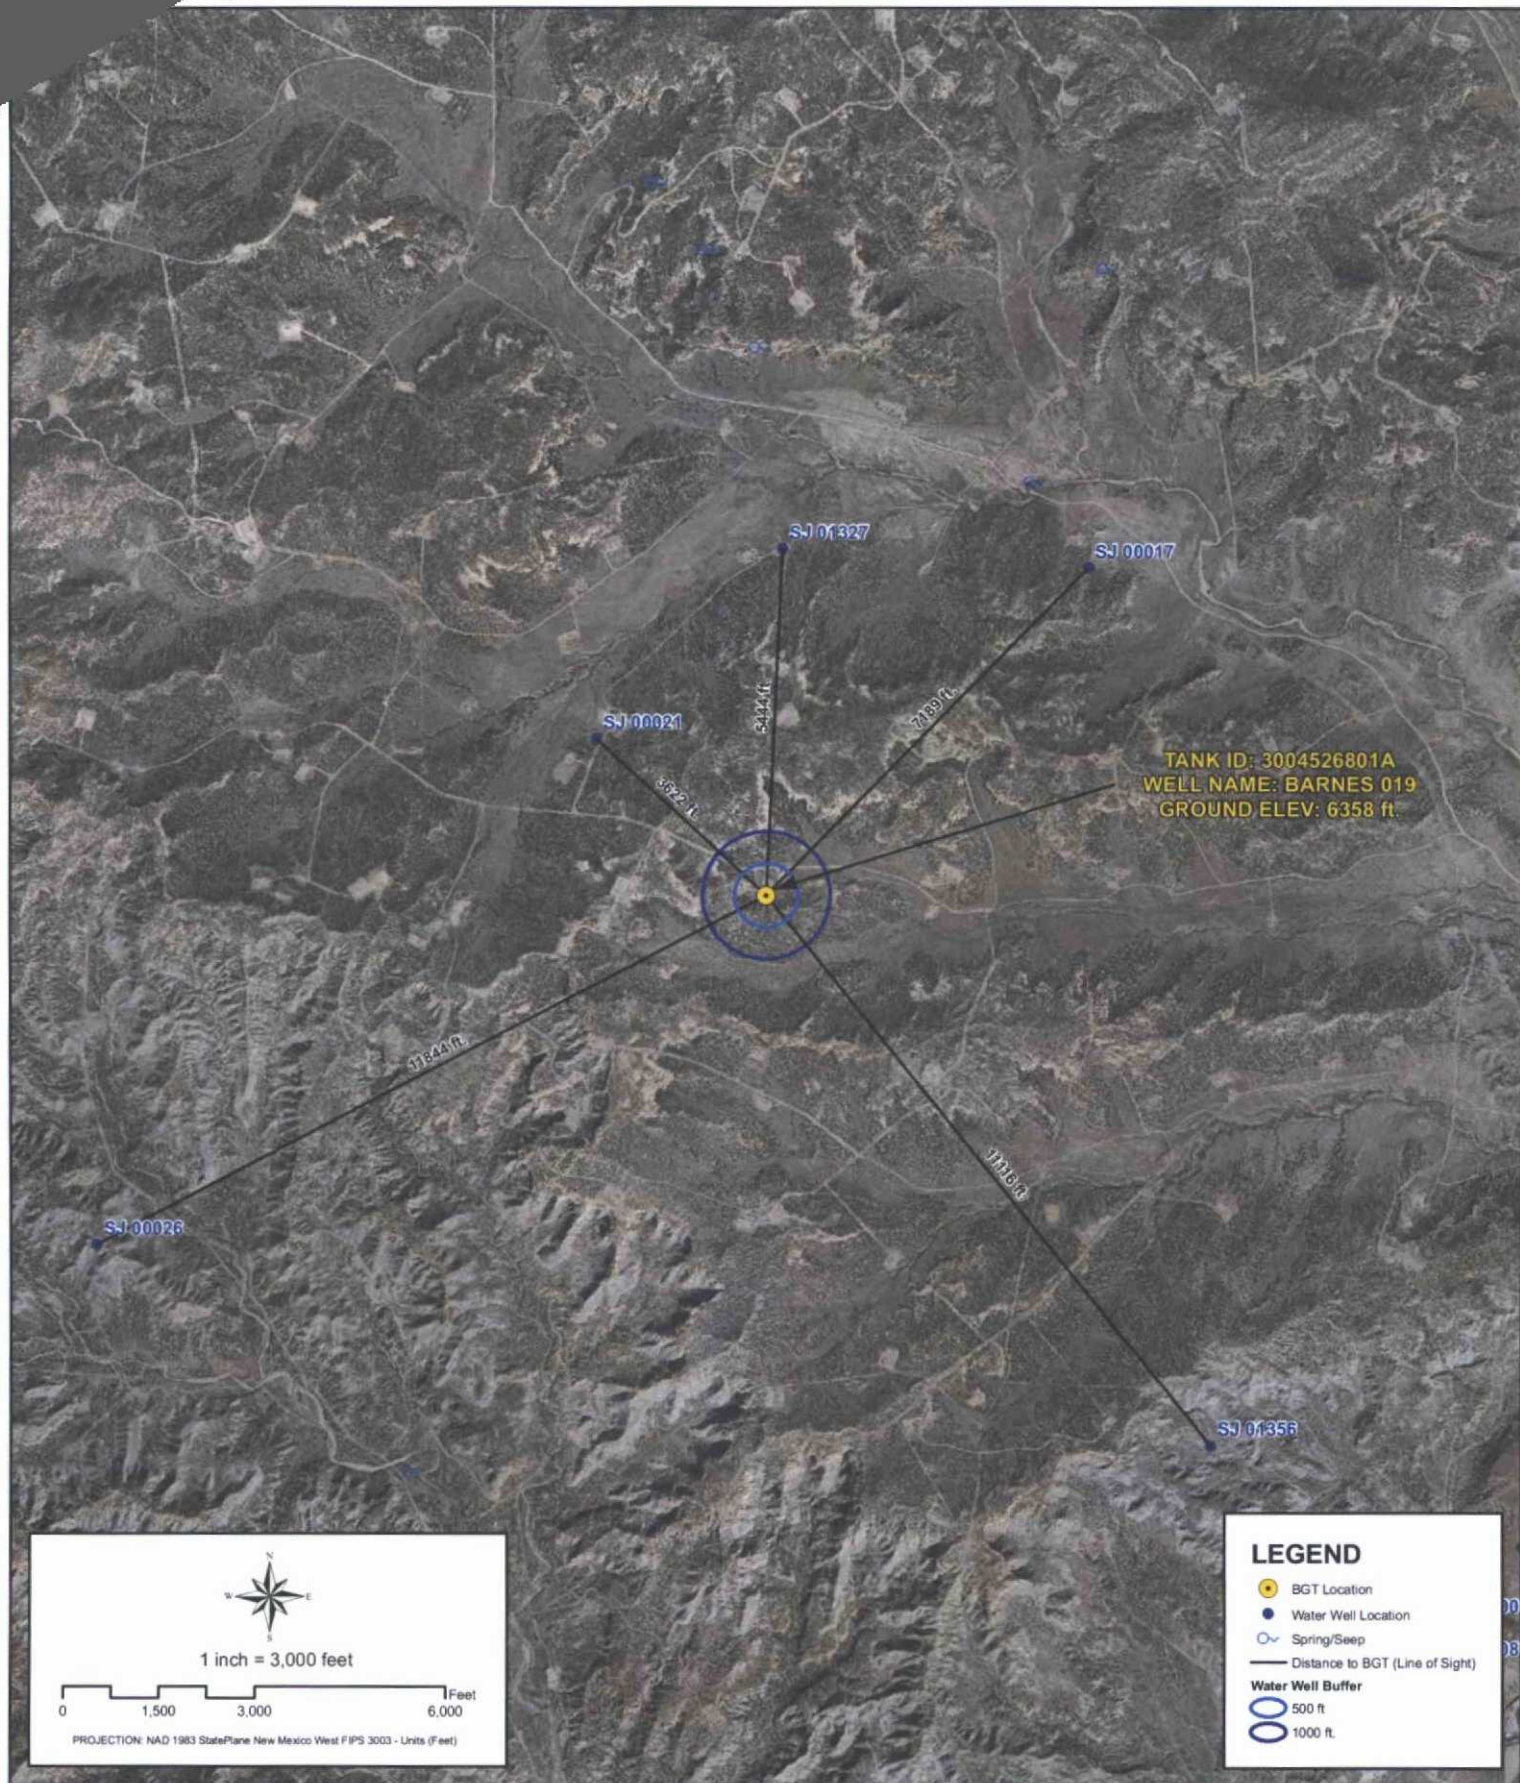 SJ 01327
SJ 00017
5444 ft.
7189 ft.
SJ 00021
3622 ft.
TANK ID: 3004526801A
WELL NAME: BARNES 019
GROUND ELEV: 6358 ft.
11844 ft.
11116 ft.
SJ 00026
SJ 01356
N
W E
S
1 inch = 3,000 feet
Feet
0 1,500 3,000 6,000
PROJECTION: NAD 1983 StatePlane New Mexico West FIPS 3003 - Units (Feet)
LEGEND
BGT Location
Water Well Location
Spring/Seep
Distance to BGT (Line of Sight)
Water Well Buffer
500 ft
1000 ft.